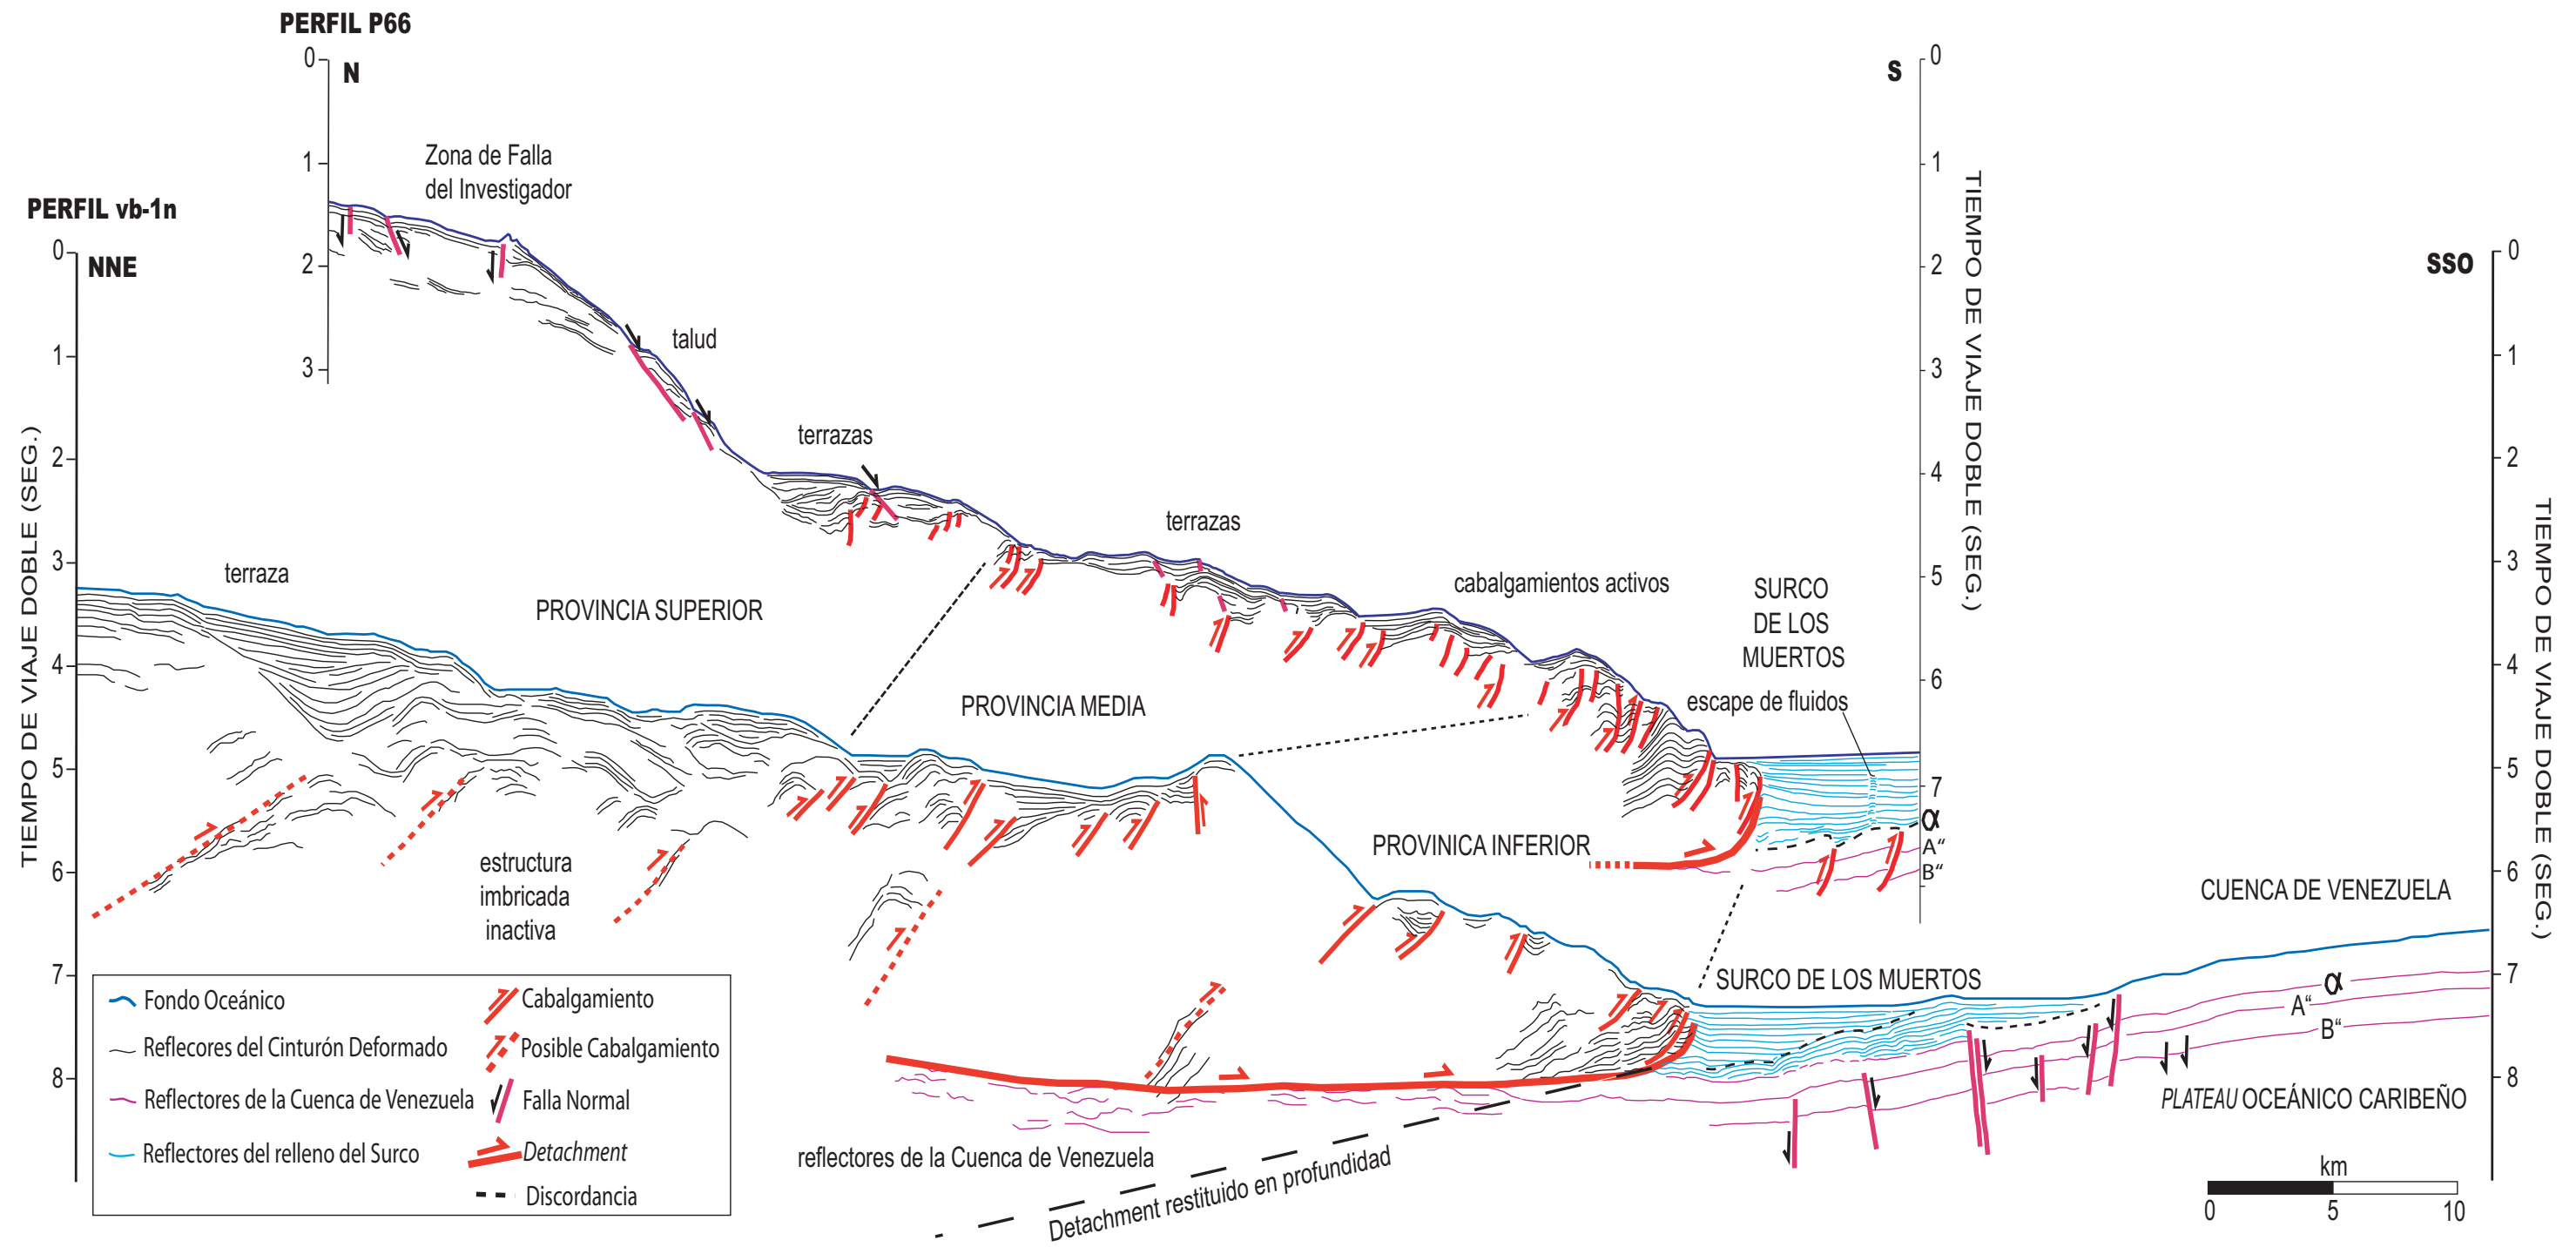 PERFIL P66
0
N
S
0
1
Zona de Falla
del Investigador
1
PERFIL vb-1n
0
NNE
2
2
SSO
0
TIEMPO DE VIAJE DOBLE (SEG.)
1
talud
3
3
1
terrazas
2
4
2
terrazas
3
terraza
PROVINCIA SUPERIOR
cabalgamientos activos
5
3
SURCO
DE LOS
MUERTOS
TIEMPO DE VIAJE DOBLE (SEG.)
TIEMPO DE VIAJE DOBLE (SEG.)
4
PROVINCIA MEDIA
escape de fluidos
6
4
5
7
5
α
A“
B“
PROVINICA INFERIOR
estructura
imbricada
inactiva
6
6
CUENCA DE VENEZUELA
7
SURCO DE LOS MUERTOS
7
α
A“
B“
8
8
PLATEAU OCEÁNICO CARIBEÑO
Fondo Oceánico
Reflecores del Cinturón Deformado
Reflectores de la Cuenca de Venezuela
Reflectores del relleno del Surco
Cabalgamiento
Posible Cabalgamiento
Falla Normal
Detachment
Discordancia
reflectores de la Cuenca de Venezuela
Detachment restituido en profundidad
km
0 5 10